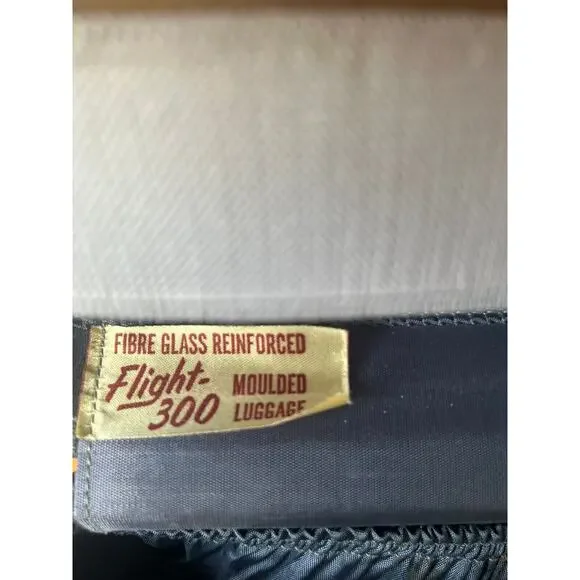 FIBRE GLASS REINFORCED
Flight-300
MOULDED
LUGGAGE